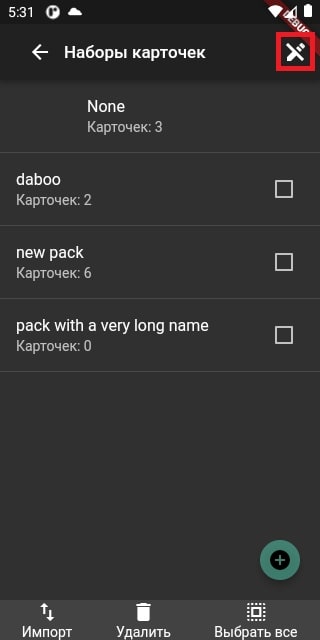 5:31
DEBUG
Наборы карточек
None
Карточек: 3
daboo
Карточек: 2
new pack
Карточек: 6
pack with a very long name
Карточек: 0
Импорт
Удалить
Выбрать все